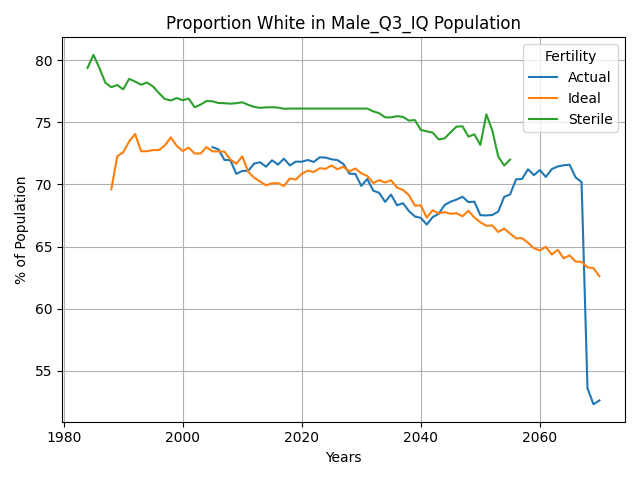 Proportion White in Male_Q3_IQ Population
Fertility
Actual
Ideal
Sterile
% of Population
80
75
70
65
60
55
1980
2000
2020
2040
2060
Years